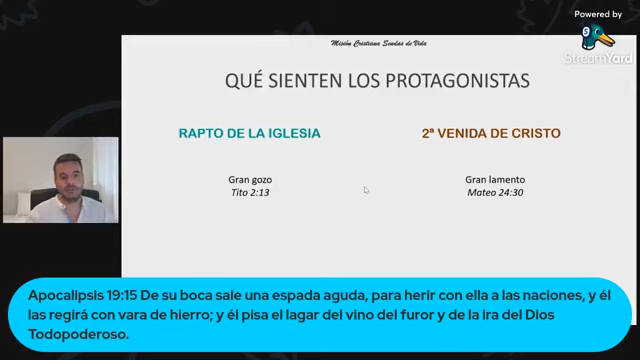 Powered by
StreamYard
Misión Cristiana Sendas de Vida
QUÉ SIENTEN LOS PROTAGONISTAS
RAPTO DE LA IGLESIA
2ª VENIDA DE CRISTO
Gran gozo
Tito 2:13
Gran lamento
Mateo 24:30
Apocalipsis 19:15 De su boca sale una espada aguda, para herir con ella a las naciones, y él
las regirá con vara de hierro; y él pisa el lagar del vino del furor y de la ira del Dios
Todopoderoso.